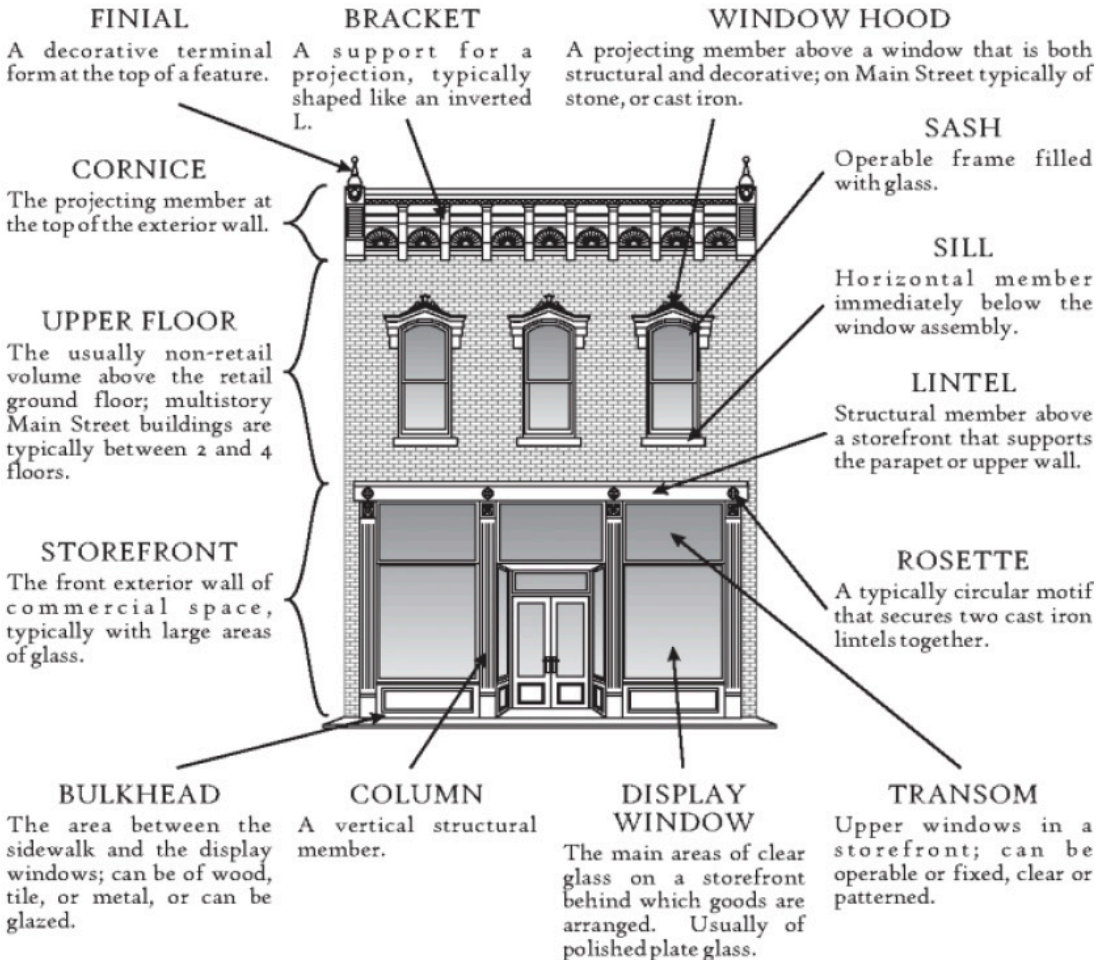 FINIAL
A decorative terminal
form at the top of a feature.
BRACKET
A support for a
projection, typically
shaped like an inverted
L.
WINDOW HOOD
A projecting member above a window that is both
structural and decorative; on Main Street typically of
stone, or cast iron.
SASH
Operable frame filled
with glass.
CORNICE
The projecting member at
the top of the exterior wall.
SILL
Horizontal member
immediately below the
window assembly.
UPPER FLOOR
The usually non-retail
volume above the retail
ground floor; multistory
Main Street buildings are
typically between 2 and 4
floors.
LINTEL
Structural member above
a storefront that supports
the parapet or upper wall.
STOREFRONT
The front exterior wall of
commercial space,
typically with large areas
of glass.
ROSETTE
A typically circular motif
that secures two cast iron
lintels together.
BULKHEAD
The area between the
sidewalk and the display
windows; can be of wood,
tile, or metal, or can be
glazed.
COLUMN
A vertical structural
member.
DISPLAY
WINDOW
The main areas of clear
glass on a storefront
behind which goods are
arranged. Usually of
polished plate glass.
TRANSOM
Upper windows in a
storefront; can be
operable or fixed, clear or
patterned.